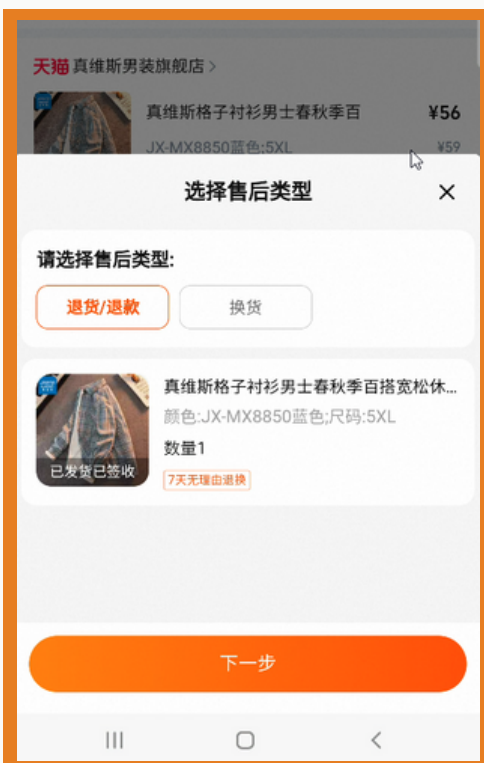 天猫 真维斯男装旗舰店 >
真维斯格子衬衫男士春秋季百 ¥56
JX-MX8850蓝色;5XL ¥59
选择售后类型
请选择售后类型:
退货/退款 换货
真维斯格子衬衫男士春秋季百搭宽松休...
颜色:JX-MX8850蓝色;尺码:5XL
数量1
已发货已签收
7天无理由退换
下一步